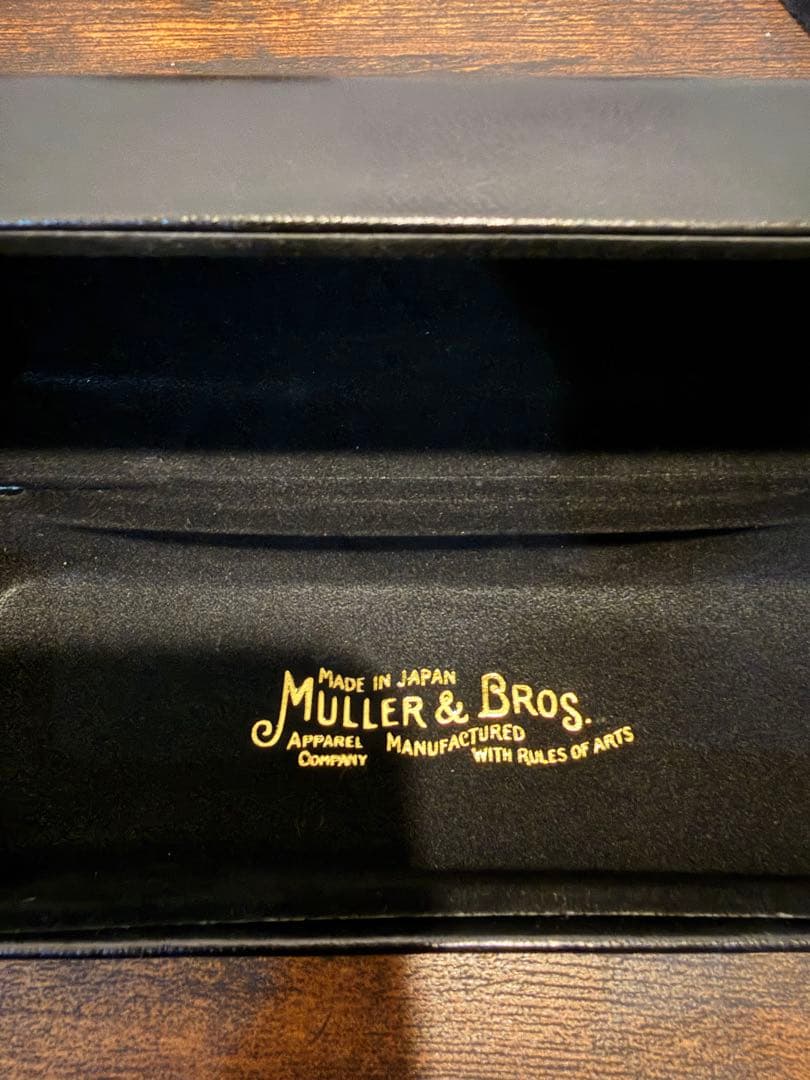 MADE IN JAPAN
MULLER & BROS.
APPAREL MANUFACTURED
COMPANY WITH RULES OF ARTS